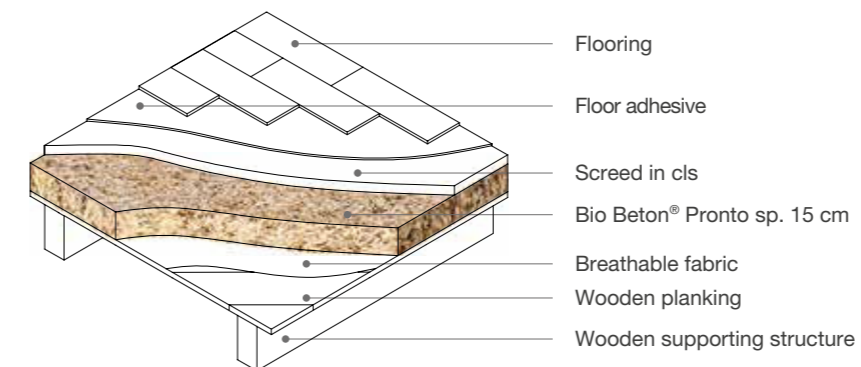 Flooring
Floor adhesive
Screed in cls
Bio Beton® Pronto sp. 15 cm
Breathable fabric
Wooden planking
Wooden supporting structure